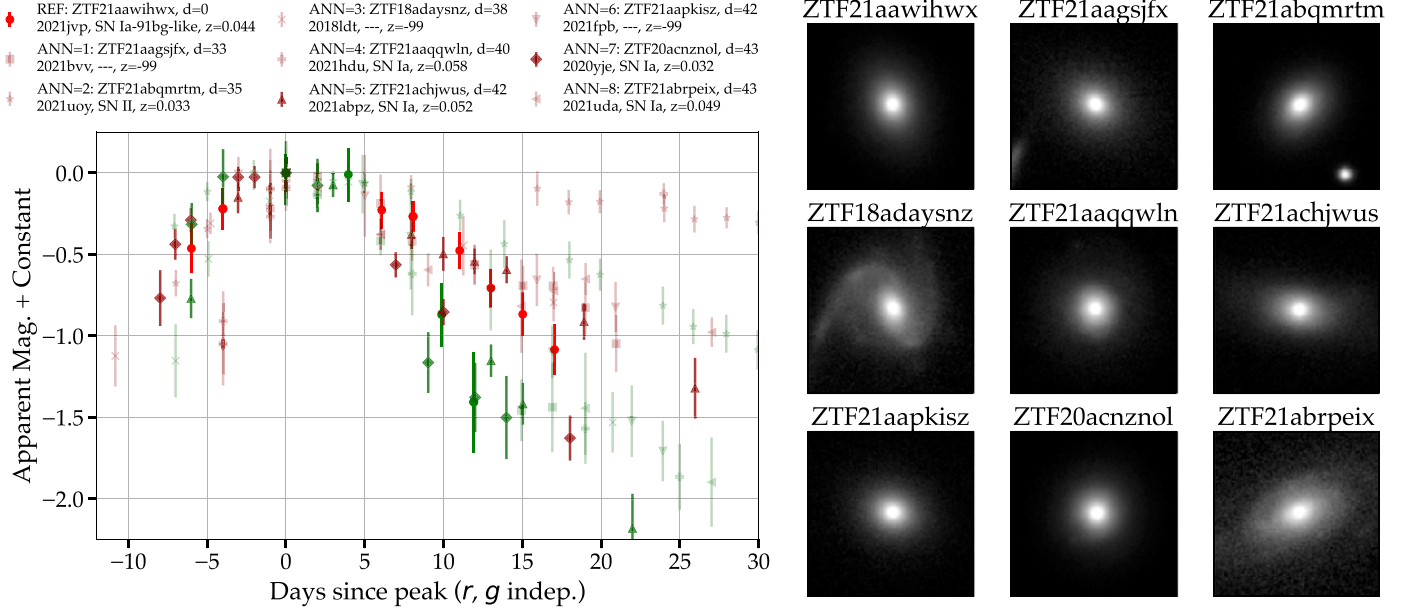 REF: ZTF21aawihwx, d=0
2021jvp, SN Ia-91bg-like, z=0.044
ANN=1: ZTF21aagsjfx, d=33
2021bvv, ---, z=-99
ANN=2: ZTF21abqmrtm, d=35
2021uoy, SN II, z=0.033
ANN=3: ZTF18adaysnz, d=38
2018ldt, ---, z=-99
ANN=4: ZTF21aaqqwln, d=40
2021hdu, SN Ia, z=0.058
ANN=5: ZTF21achjwus, d=42
2021abpz, SN Ia, z=0.052
ANN=6: ZTF21aapkisz, d=42
2021fpb, ---, z=-99
ANN=7: ZTF20acnznol, d=43
2020yje, SN Ia, z=0.032
ANN=8: ZTF21abrpeix, d=43
2021uda, SN Ia, z=0.049
Apparent Mag. + Constant
0.0
−0.5
−1.0
−1.5
−2.0
−10 −5 0 5 10 15 20 25 30
Days since peak (r, g indep.)
ZTF21aawihwx ZTF21aagsjfx ZTF21abqmrtm
ZTF18adaysnz ZTF21aaqqwln ZTF21achjwus
ZTF21aapkisz ZTF20acnznol ZTF21abrpeix